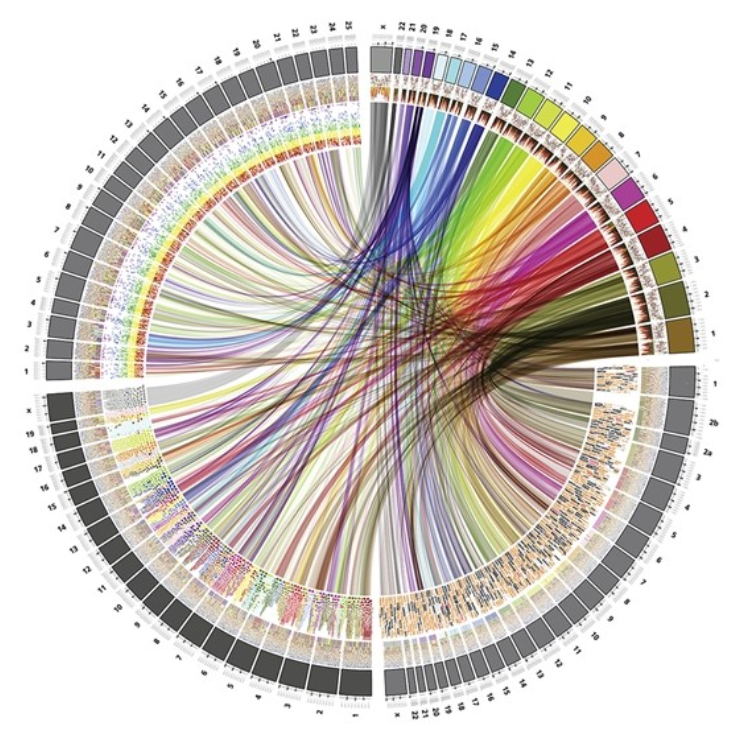 x 22 21 20 19 18 17 16 15 14 13 12 11 10 9 8 7 6 5 4 3 2 1
1 2b 2a 3 4 5 6 7 8 9 10 11 12 13 14 15 16 17 18 19 20 21 22 x
1 2 3 4 5 6 7 8 9 10 11 12 13 14 15 16 17 18 19 x
1 2 3 4 5 6 7 8 9 10 11 12 13 14 15 16 17 18 19 20 21 22 23 24 25